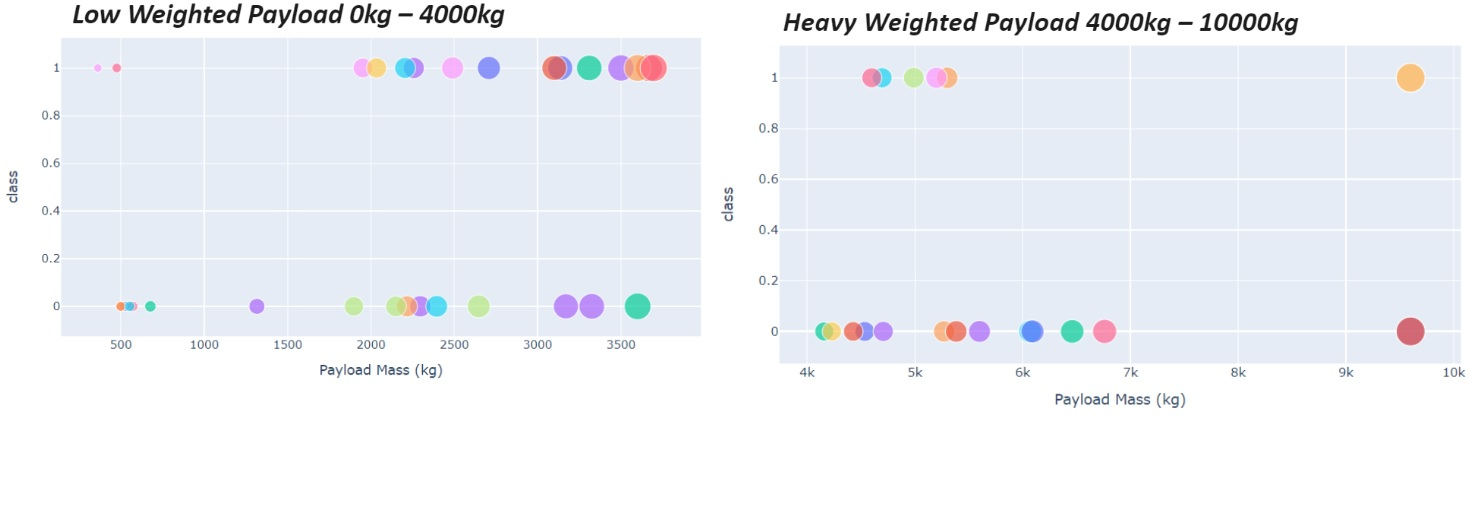 Low Weighted Payload 0kg – 4000kg
1
0.8
0.6
0.4
0.2
0
class
500 1000 1500 2000 2500 3000 3500
Payload Mass (kg)
Heavy Weighted Payload 4000kg – 10000kg
1
0.8
0.6
0.4
0.2
0
class
4k 5k 6k 7k 8k 9k 10k
Payload Mass (kg)